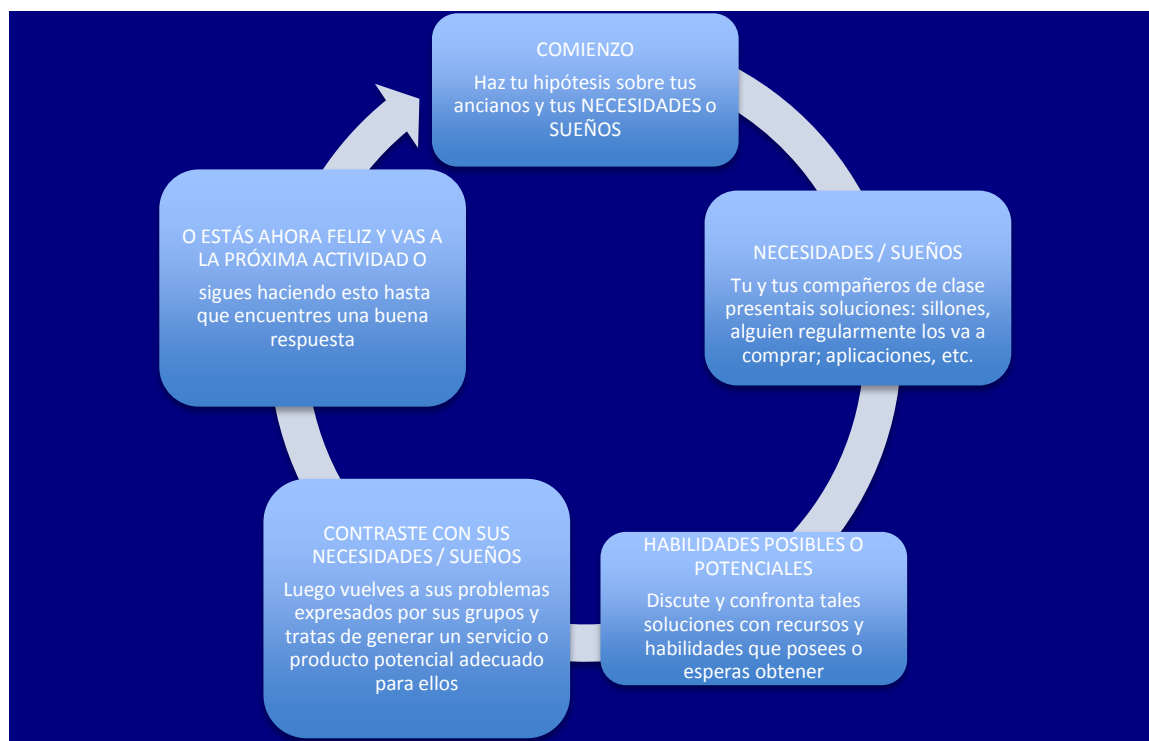 COMIENZO
Haz tu hipótesis sobre tus
ancianos y tus NECESIDADES o
SUEÑOS
NECESIDADES / SUEÑOS
Tu y tus compañeros de clase
presentais soluciones: sillones,
alguien regularmente los va a
comprar; aplicaciones, etc.
HABILIDADES POSIBLES O
POTENCIALES
Discute y confronta tales
soluciones con recursos y
habilidades que posees o
esperas obtener
CONTRASTE CON SUS
NECESIDADES / SUEÑOS
Luego vuelves a sus problemas
expresados por sus grupos y
tratas de generar un servicio o
producto potencial adecuado
para ellos
O ESTÁS AHORA FELIZ Y VAS A
LA PRÓXIMA ACTIVIDAD O
sigues haciendo esto hasta
que encuentres una buena
respuesta